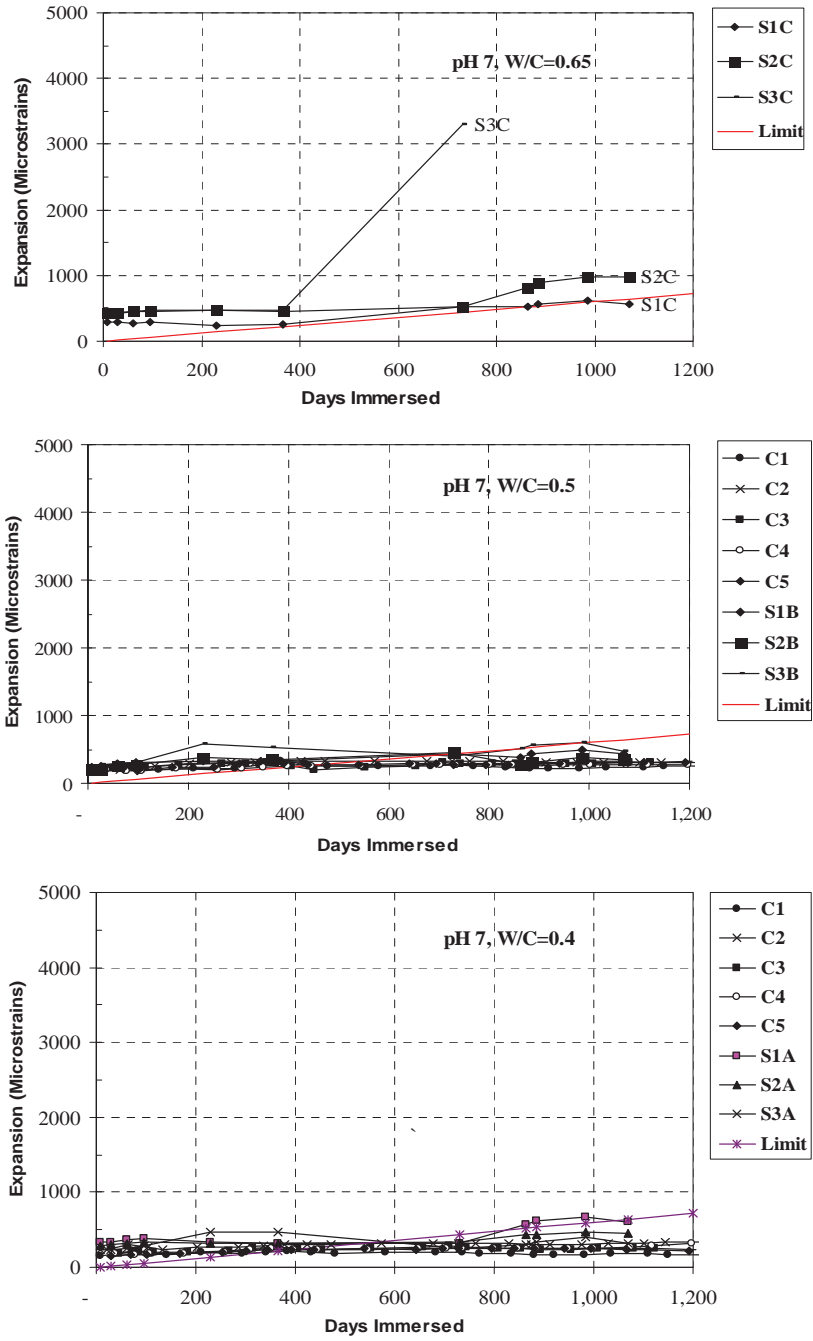 5000
4000
3000
2000
1000
0
Expansion (Microstrains)
pH 7, W/C=0.65
S3C
S2C
S1C
0
200
400
600
800
1000
1200
Days Immersed
S1C
S2C
S3C
Limit
5000
4000
3000
2000
1000
0
Expansion (Microstrains)
pH 7, W/C=0.5
-
200
400
600
800
1,000
1,200
Days Immersed
C1
C2
C3
C4
C5
S1B
S2B
S3B
Limit
5000
4000
3000
2000
1000
0
Expansion (Microstrains)
pH 7, W/C=0.4
-
200
400
600
800
1,000
1,200
Days Immersed
C1
C2
C3
C4
C5
S1A
S2A
S3A
Limit